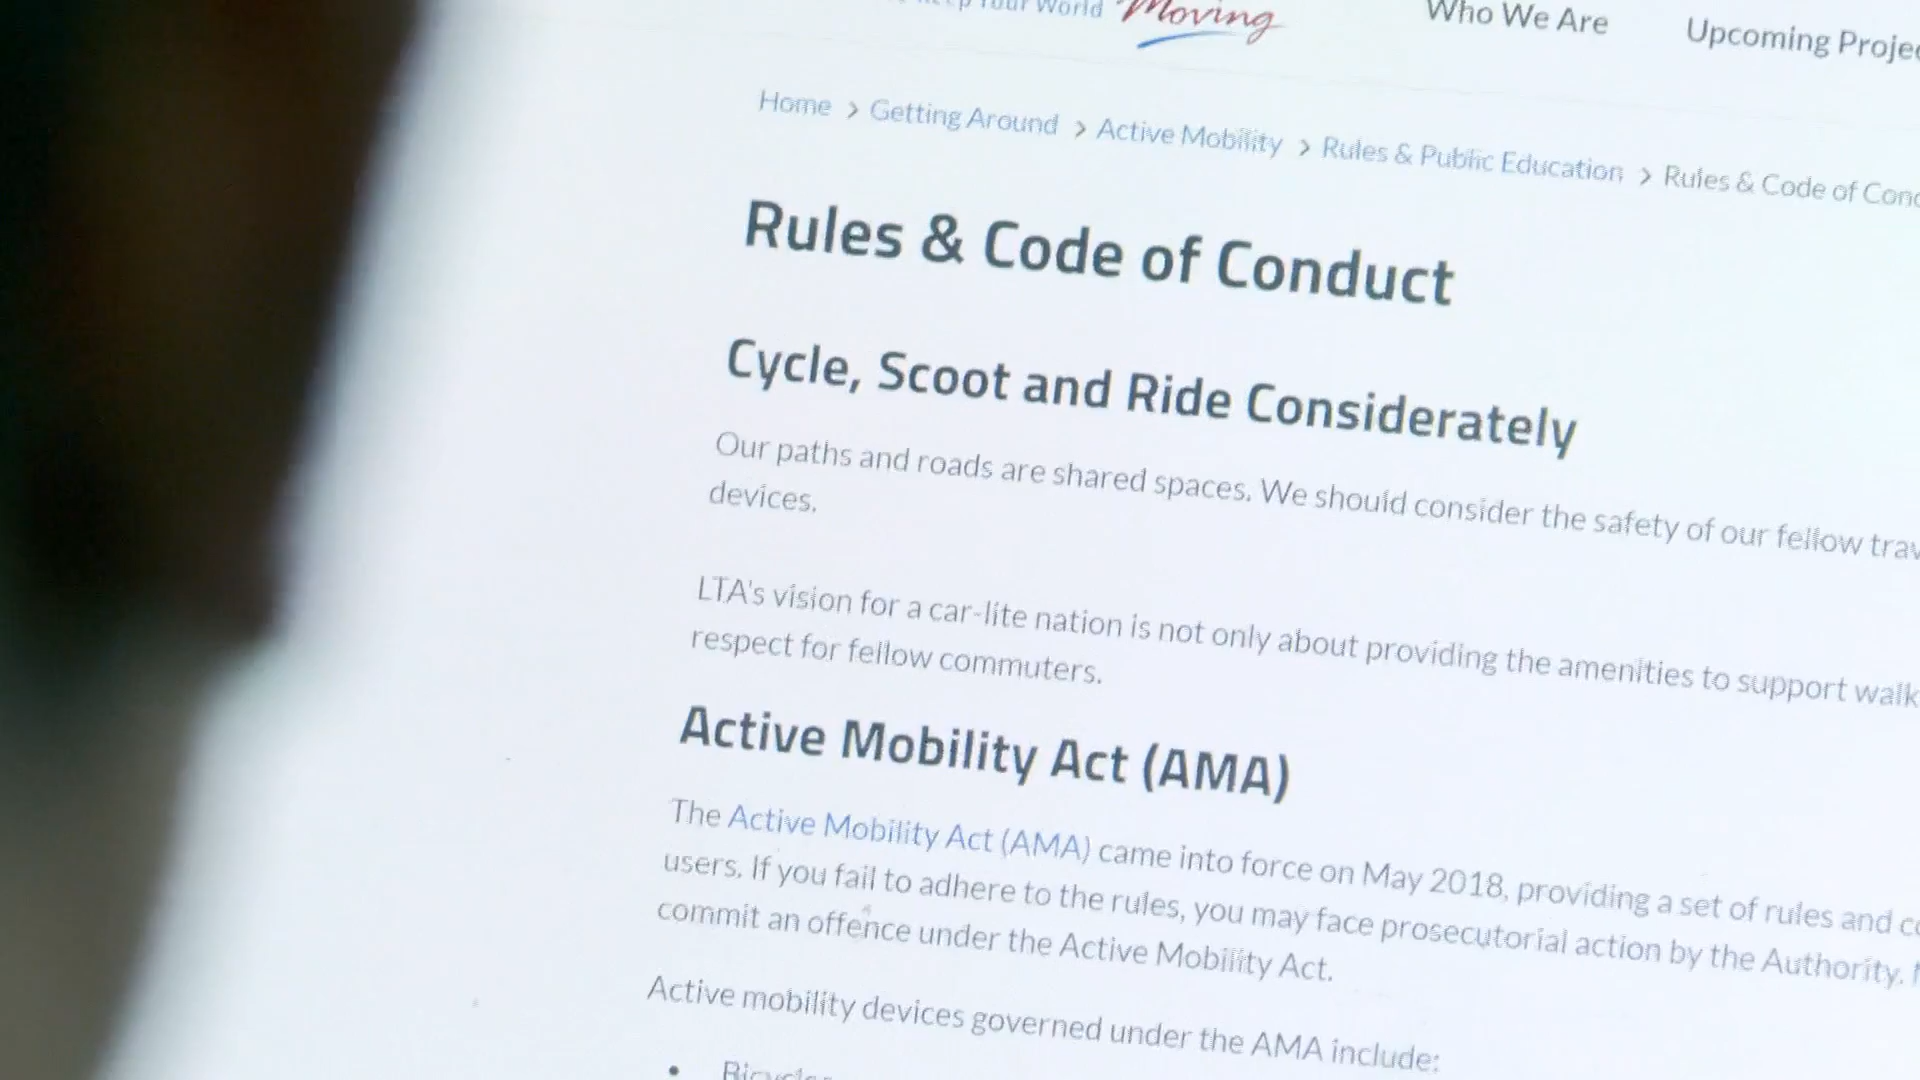 Your World Moving
Who We Are
Upcoming
Home > Getting Around > Active Mobility > Rules & Public Education > Rules & Code of
Rules & Code of Conduct
Cycle, Scoot and Ride Considerately
Our paths and roads are shared spaces. We should consider the safety of our fellow
devices.
LTA's vision for a car-lite nation is not only about providing the amenities to support walk
respect for fellow commuters.
Active Mobility Act (AMA)
The Active Mobility Act (AMA) came into force on May 2018, providing a set of rules and
users. If you fail to adhere to the rules, you may face prosecutorial action by the Authority.
commit an offence under the Active Mobility Act.
Active mobility devices governed under the AMA include: